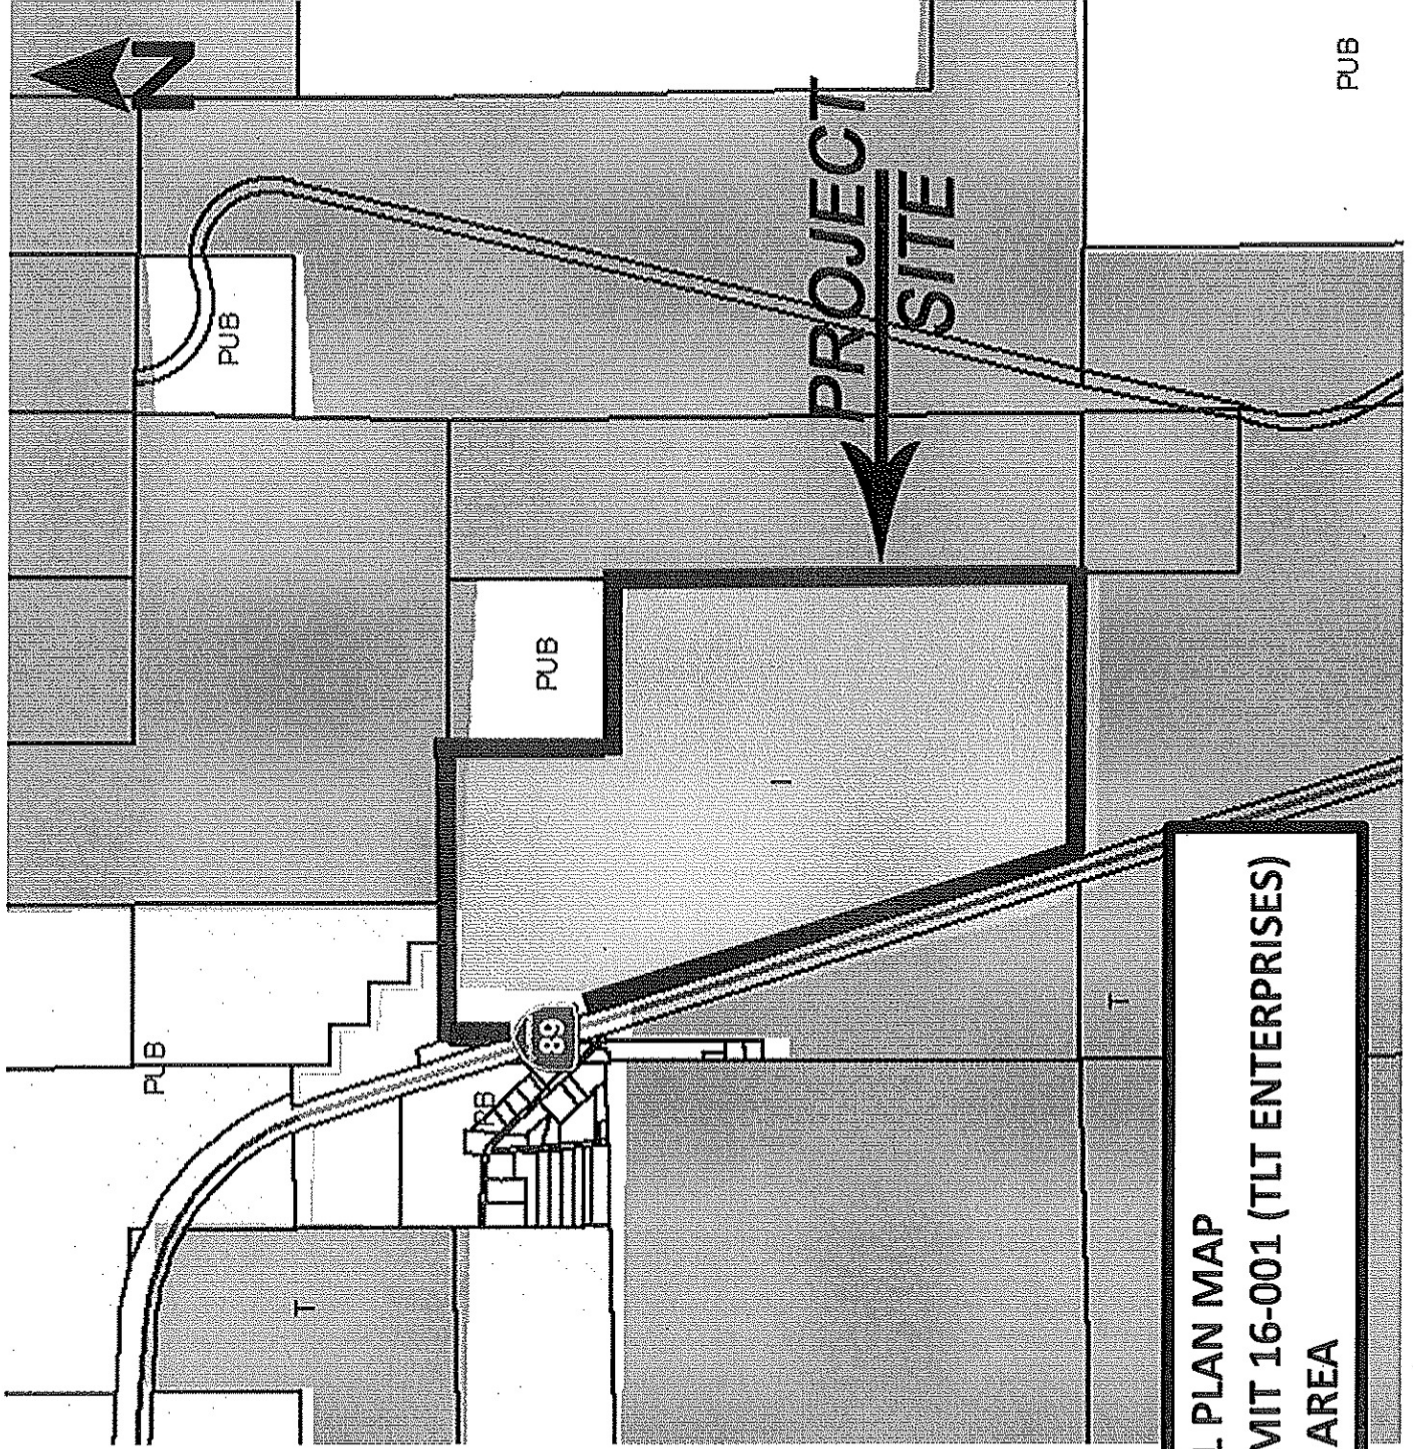 N
PUB
PUB
T
RB
89
PUB
I
PROJECT
SITE
T
PUB
PLAN MAP
MIT 16-001 (TLT ENTERPRISES)
AREA